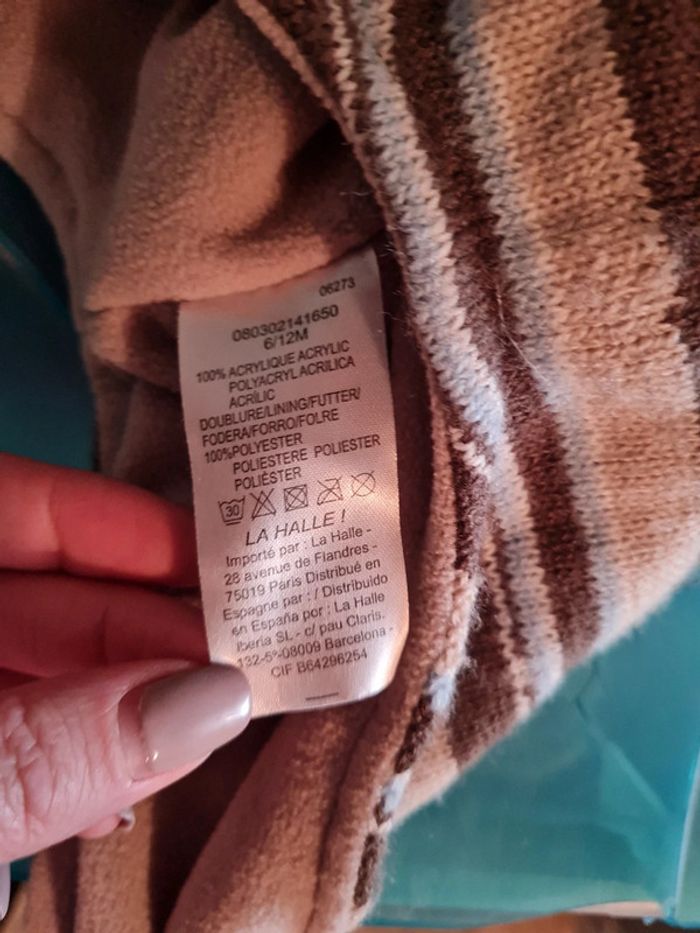 06273
080302141650
6/12M
100% ACRYLIQUE ACRYLIC
POLYACRYL ACRILICA
ACRÍLIC
DOUBLURE/LINING/FUTTER/
FODERA/FORRO/FOLRE
100%POLYESTER
POLIESTERE POLIESTER
POLIÈSTER
30
LA HALLE !
Importé par : La Halle -
28 avenue de Flandres -
75019 Paris Distribué en
Espagne par : / Distribuido
en España por : La Halle
Iberia SL - c/ pau Claris.
132-5º-08009 Barcelona -
CIF B64296254